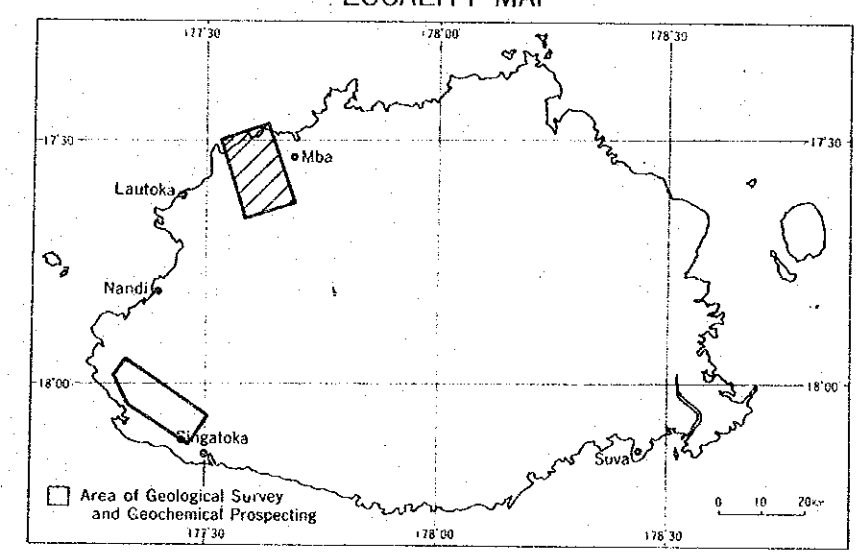 LOCALITY MAP
177°30' 178°00' 178°30'
17°30' 17°30'
Mba
Lautoka
Nandi
18°00' 18°00'
Singatoka
Suva
Area of Geological Survey
and Geochemical Prospecting
0 10 20km
177°30' 178°00' 178°30'